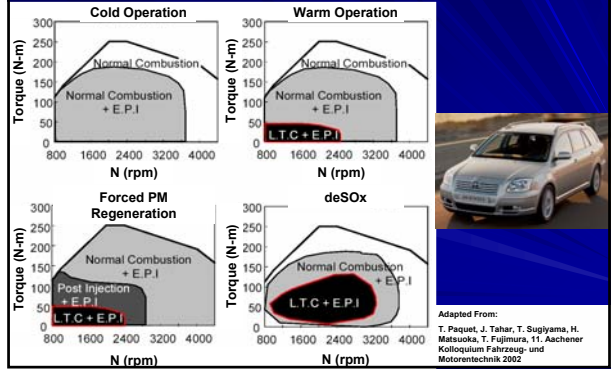 Cold Operation
Warm Operation
Torque (N-m)
300
250
200
150
100
50
0
Normal Combustion
Normal Combustion
+ E.P.I
800 1600 2400 3200 4000
N (rpm)
Torque (N-m)
300
250
200
150
100
50
0
Normal Combustion
Normal Combustion
+ E.P.I
L.T.C + E.P.I
800 1600 2400 3200 4000
N (rpm)
Forced PM
Regeneration
deSOx
Torque (N-m)
300
250
200
150
100
50
0
Normal Combustion
+ E.P.I
Post Injection
+ E.P.I
L.T.C + E.P.I
800 1600 2400 3200 4000
N (rpm)
Torque (N-m)
300
250
200
150
100
50
0
Normal Combustion
+ E.P.I
L.T.C + E.P.I
800 1600 2400 3200 4000
N (rpm)
Adapted From:
T. Paquet, J. Tahar, T. Sugiyama, H.
Matsuoka, T. Fujimura, 11. Aachener
Kolloquium Fahrzeug- und
Motorentechnik 2002